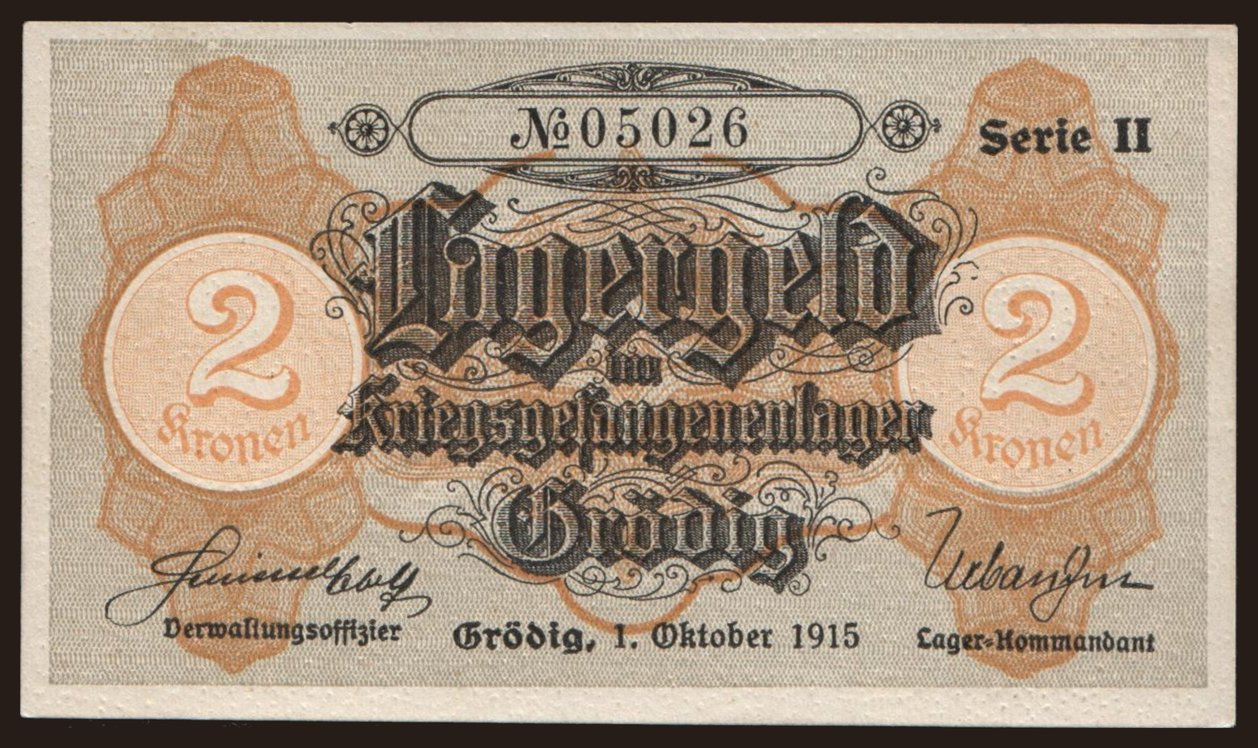 №05026
Serie II
Lagergeld
im
Kriegsgefangenenlager
Grödig
2
Kronen
2
Kronen
Verwaltungsoffizier
Grödig, 1. Oktober 1915
Lager-Kommandant